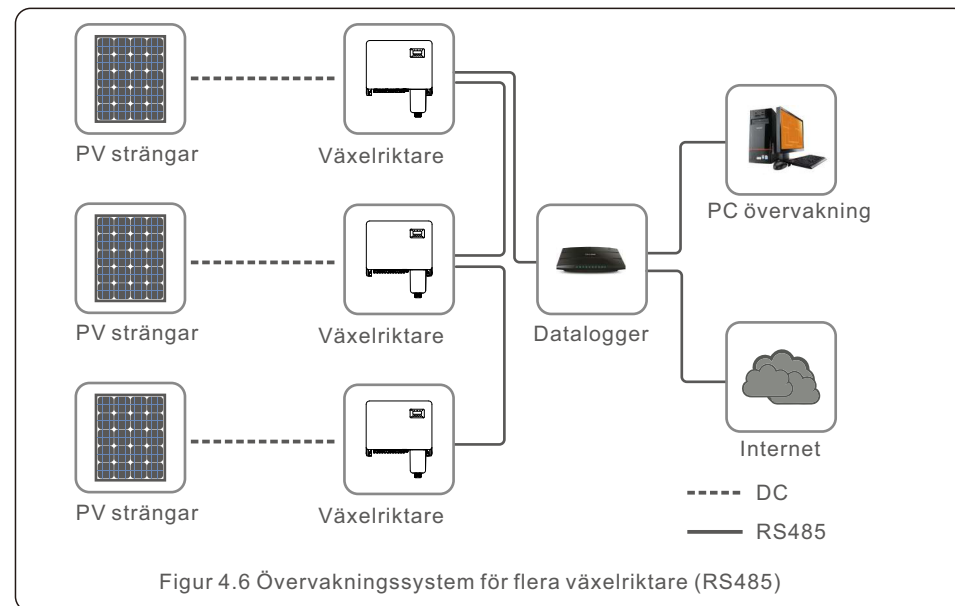 PV strängar
Växelriktare
PC övervakning
PV strängar
Växelriktare
Datalogger
Internet
PV strängar
Växelriktare
DC
RS485
Figur 4.6 Övervakningssystem för flera växelriktare (RS485)